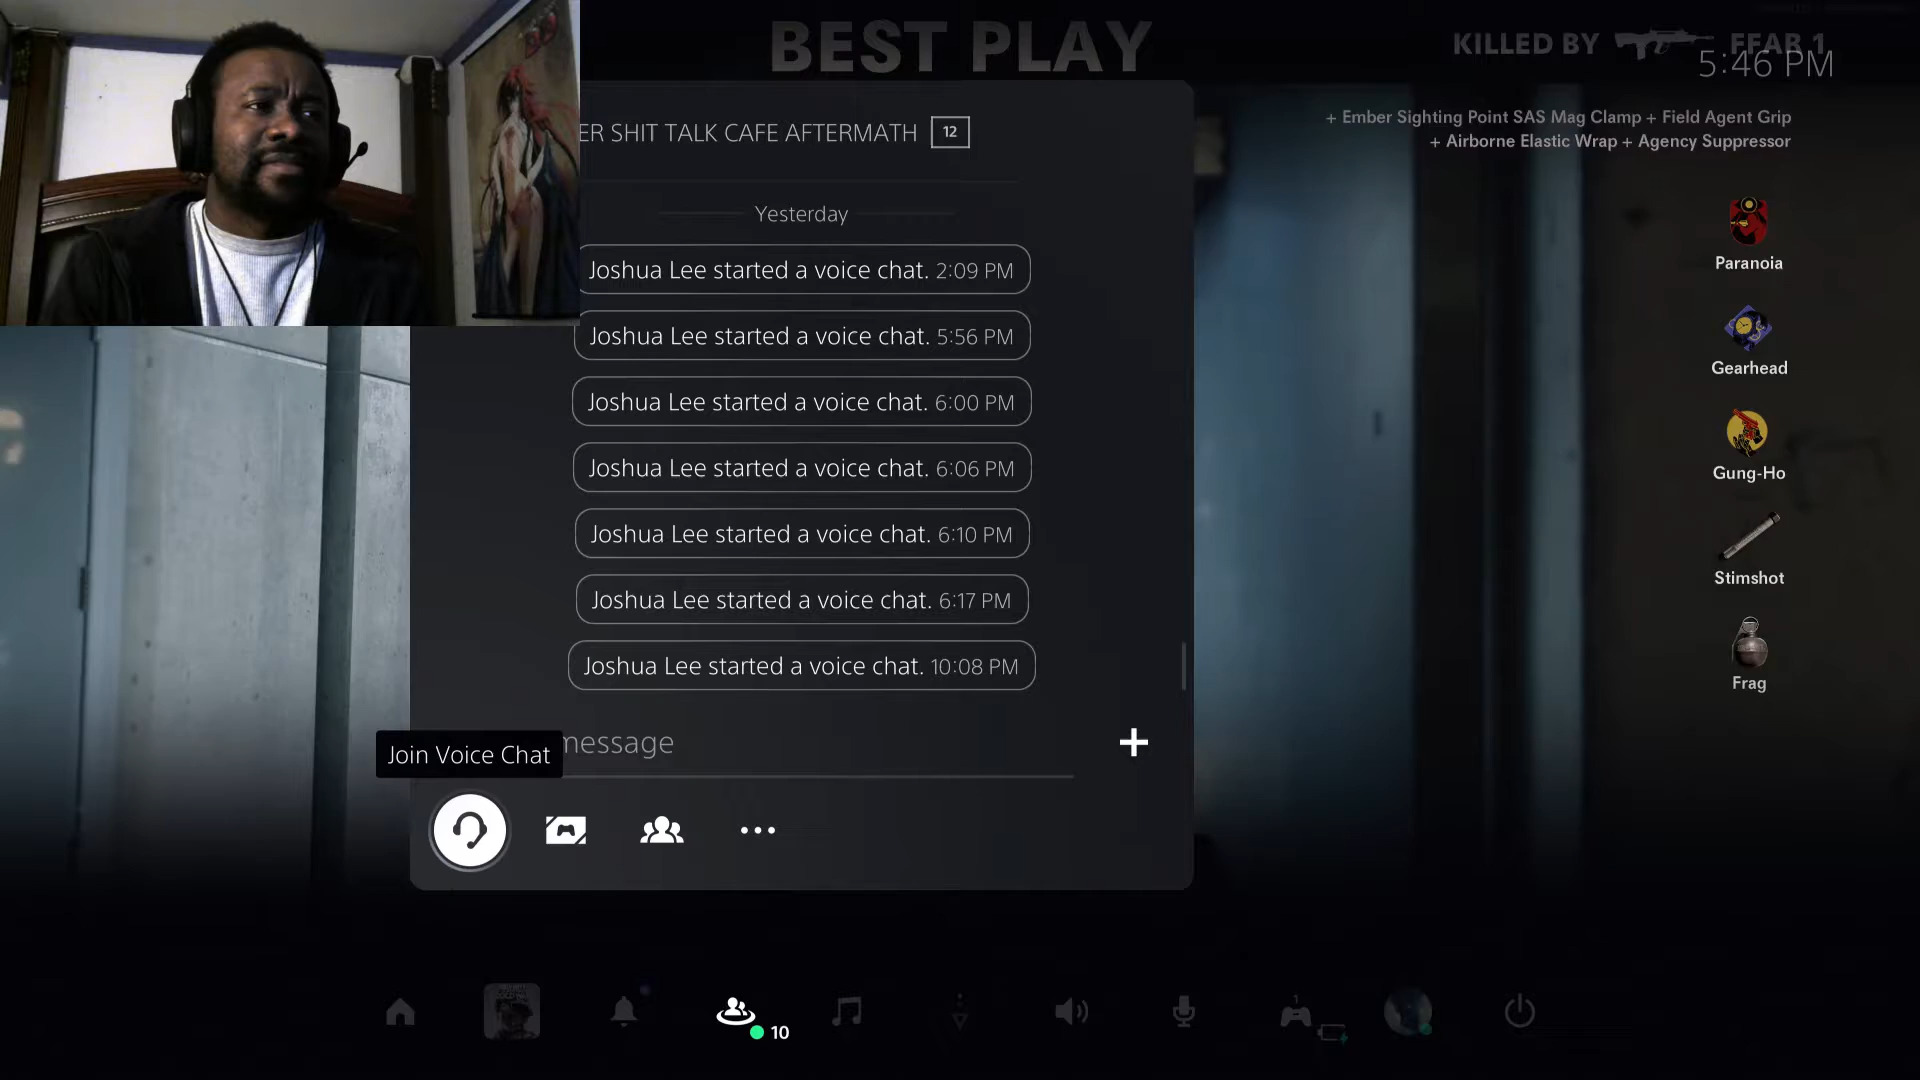 BEST PLAY
KILLED BY FFAR 1
5:46 PM
+ Ember Sighting Point SAS Mag Clamp + Field Agent Grip
+ Airborne Elastic Wrap + Agency Suppressor
ER SHIT TALK CAFE AFTERMATH 12
Yesterday
Joshua Lee started a voice chat. 2:09 PM
Joshua Lee started a voice chat. 5:56 PM
Joshua Lee started a voice chat. 6:00 PM
Joshua Lee started a voice chat. 6:06 PM
Joshua Lee started a voice chat. 6:10 PM
Joshua Lee started a voice chat. 6:17 PM
Joshua Lee started a voice chat. 10:08 PM
message
Join Voice Chat
Paranoia
Gearhead
Gung-Ho
Stimshot
Frag
10
1